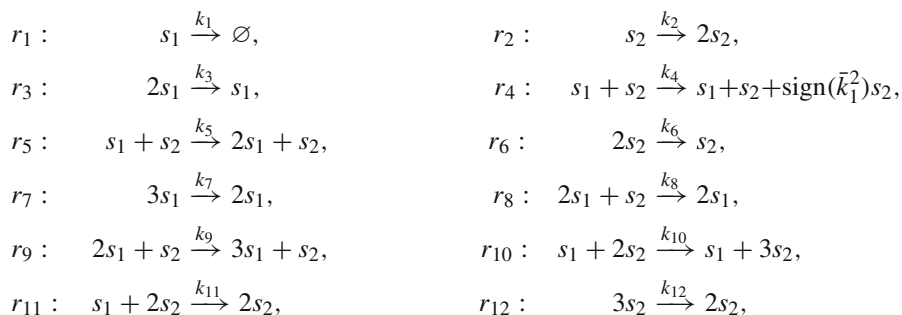 r₁ : s₁ —k₁→ ∅, r₂ : s₂ —k₂→ 2s₂,
r₃ : 2s₁ —k₃→ s₁, r₄ : s₁ + s₂ —k₄→ s₁+s₂+sign(k̄₁²)s₂,
r₅ : s₁ + s₂ —k₅→ 2s₁ + s₂, r₆ : 2s₂ —k₆→ s₂,
r₇ : 3s₁ —k₇→ 2s₁, r₈ : 2s₁ + s₂ —k₈→ 2s₁,
r₉ : 2s₁ + s₂ —k₉→ 3s₁ + s₂, r₁₀ : s₁ + 2s₂ —k₁₀→ s₁ + 3s₂,
r₁₁ : s₁ + 2s₂ —k₁₁→ 2s₂, r₁₂ : 3s₂ —k₁₂→ 2s₂,